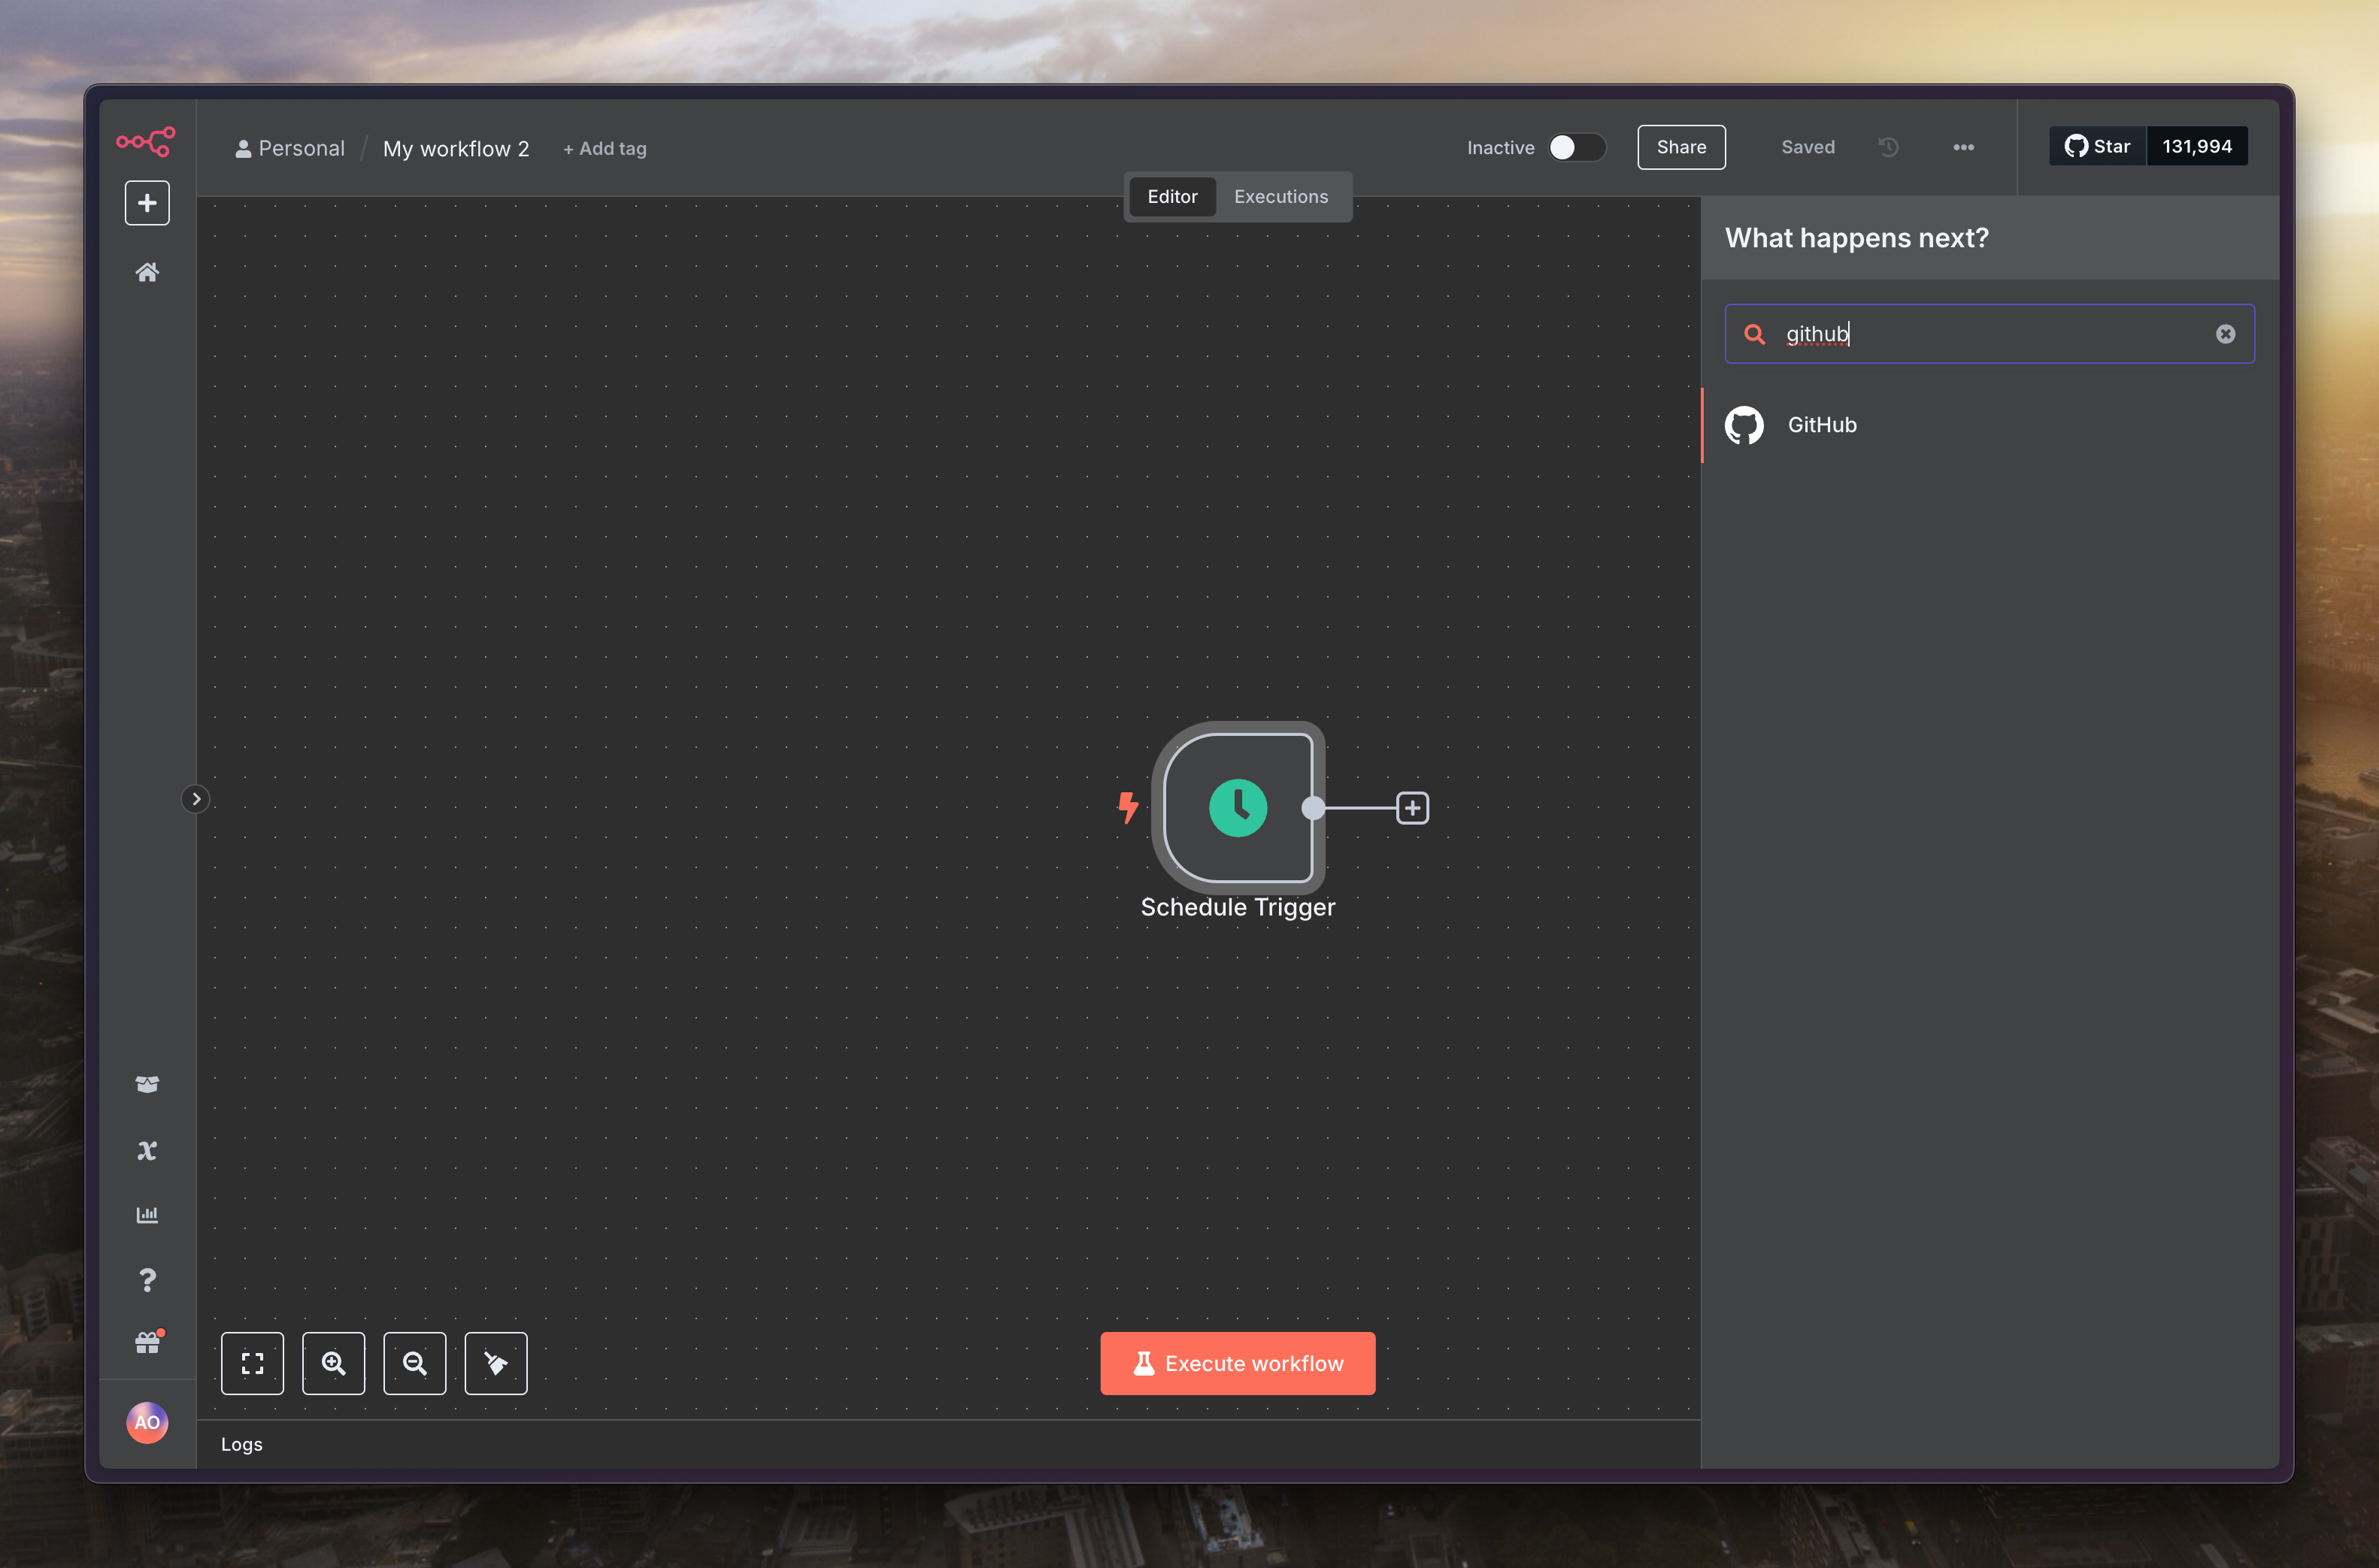 Personal / My workflow 2 + Add tag
Inactive Share Saved Star 131,994
Editor Executions
What happens next?
github
GitHub
Schedule Trigger
Execute workflow
AO
Logs